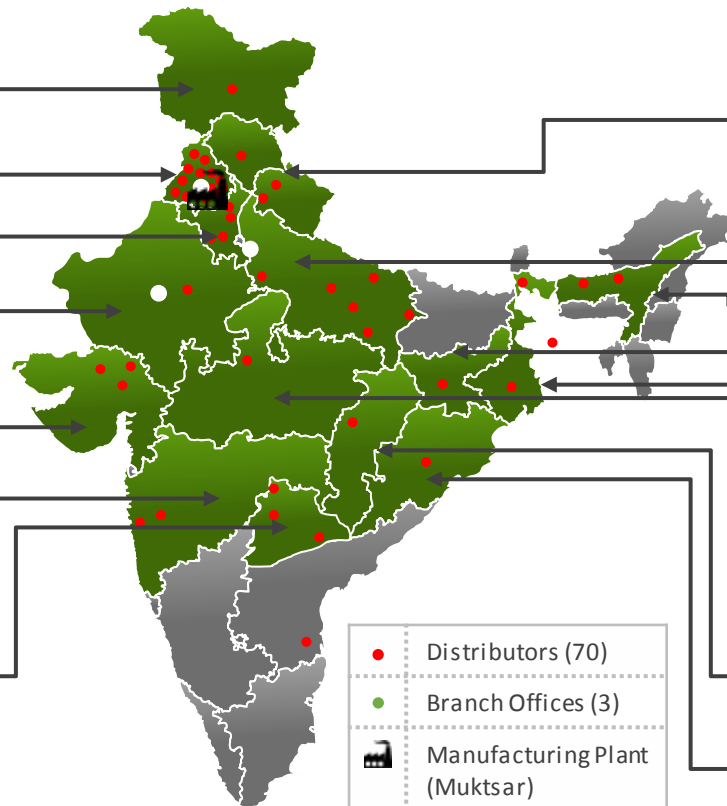 Distributors (70)
Branch Offices (3)
Manufacturing Plant
(Muktsar)